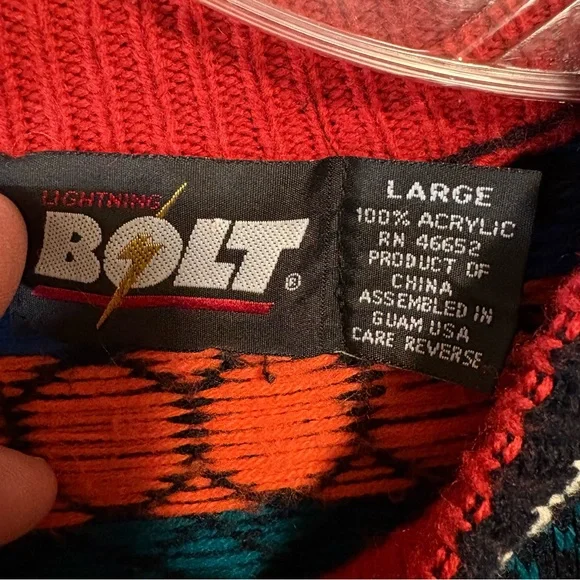 LIGHTNING
BOLT®
LARGE
100% ACRYLIC
RN 46652
PRODUCT OF
CHINA
ASSEMBLED IN
GUAM USA
CARE REVERSE